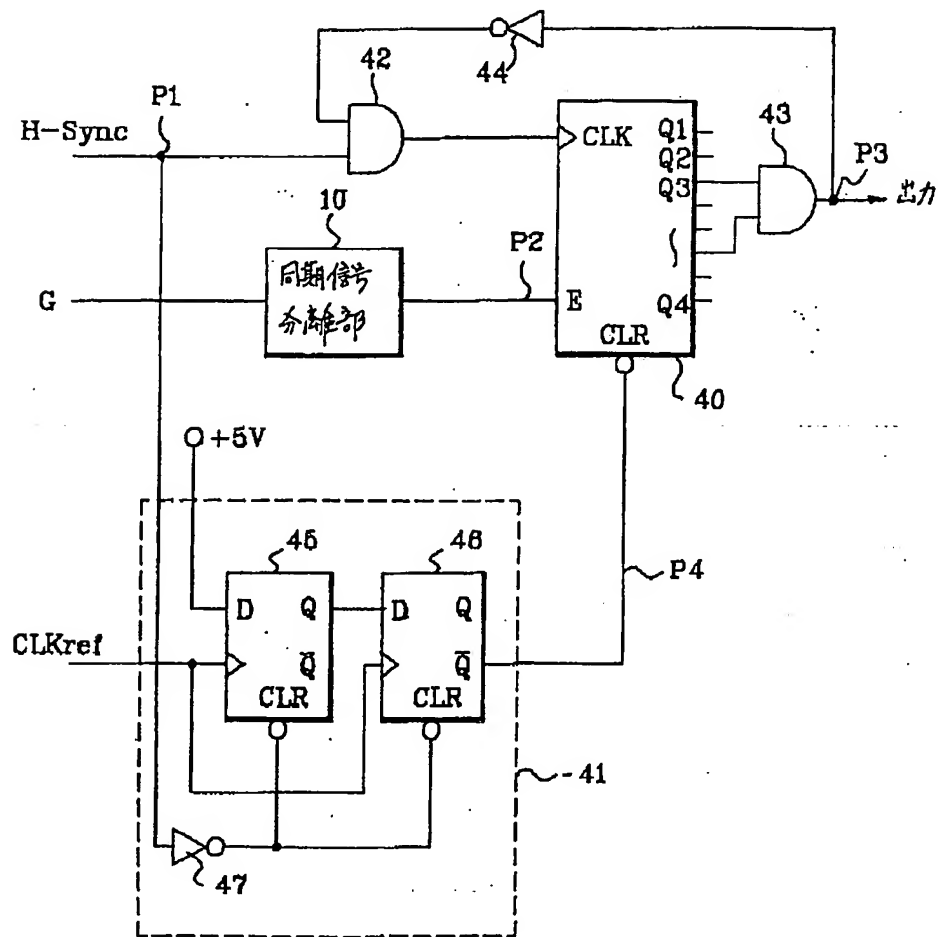 44
42
P1
H-Sync
CLK
Q1
Q2
Q3
43
P3
出力
10
同期信号
分離部
G
P2
E
Q4
CLR
40
+5V
45
46
D
Q
D
Q
P4
CLKref
Q̅
Q̅
CLR
CLR
-41
47